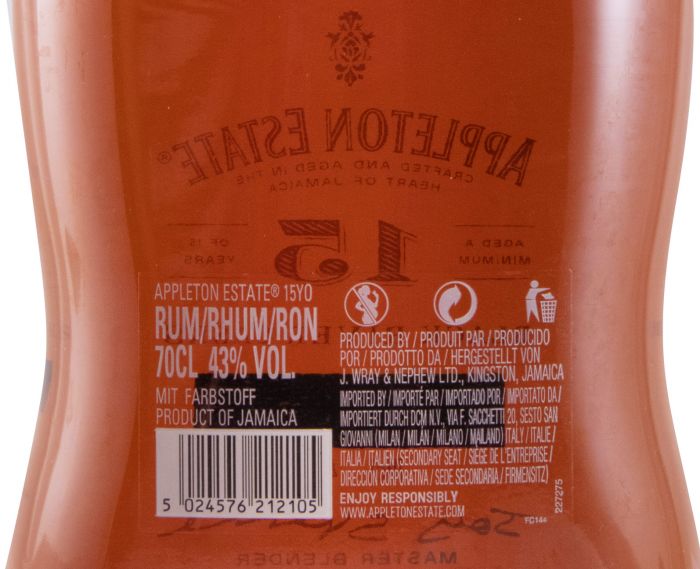 APPLETON ESTATE®
CRAFTED AND AGED IN THE
HEART OF JAMAICA
AGED A
MINIMUM
15
OF 15
YEARS
APPLETON ESTATE® 15YO
RUM/RHUM/RON
70CL 43% VOL.
MIT FARBSTOFF
PRODUCT OF JAMAICA
5 024576 212105
PRODUCED BY / PRODUIT PAR / PRODUCIDO
POR / PRODOTTO DA / HERGESTELLT VON
J. WRAY & NEPHEW LTD., KINGSTON, JAMAICA
IMPORTED BY / IMPORTÉ PAR / IMPORTADO POR / IMPORTATO DA /
IMPORTIERT DURCH DCM N.V., VIA F. SACCHETTI 20, SESTO SAN
GIOVANNI (MILAN / MILÁN / MILANO / MAILAND) ITALY / ITALIE /
ITALIA / ITALIEN (SECONDARY SEAT / SIÈGE DE L'ENTREPRISE /
DIRECCIÓN CORPORATIVA / SEDE SECONDARIA / FIRMENSITZ)
ENJOY RESPONSIBLY
WWW.APPLETONESTATE.COM
FC144
227275
MASTER BLENDER